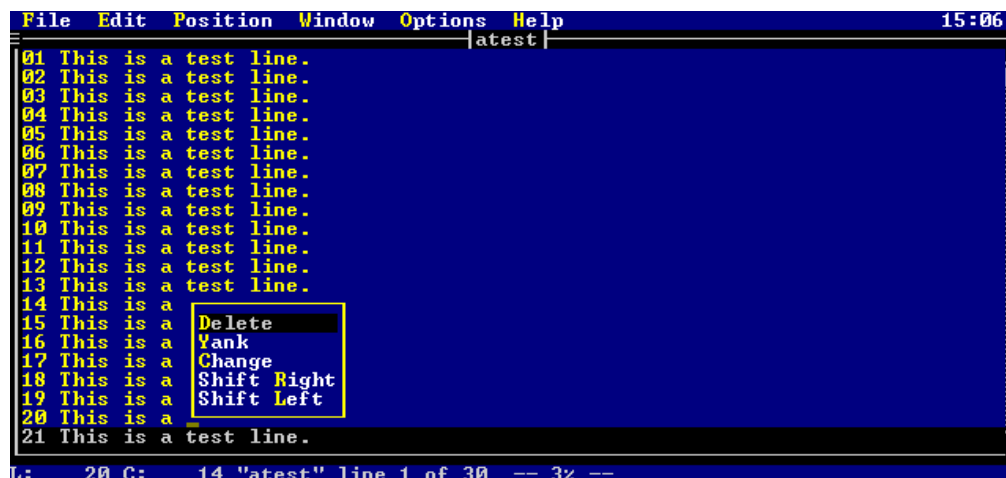 File Edit Position Window Options Help 15:06
atest
01 This is a test line.
02 This is a test line.
03 This is a test line.
04 This is a test line.
05 This is a test line.
06 This is a test line.
07 This is a test line.
08 This is a test line.
09 This is a test line.
10 This is a test line.
11 This is a test line.
12 This is a test line.
13 This is a test line.
14 This is a
15 This is a Delete
16 This is a Yank
17 This is a Change
18 This is a Shift Right
19 This is a Shift Left
20 This is a
21 This is a test line.
L: 20 C: 14 "atest" line 1 of 30 -- 3% --